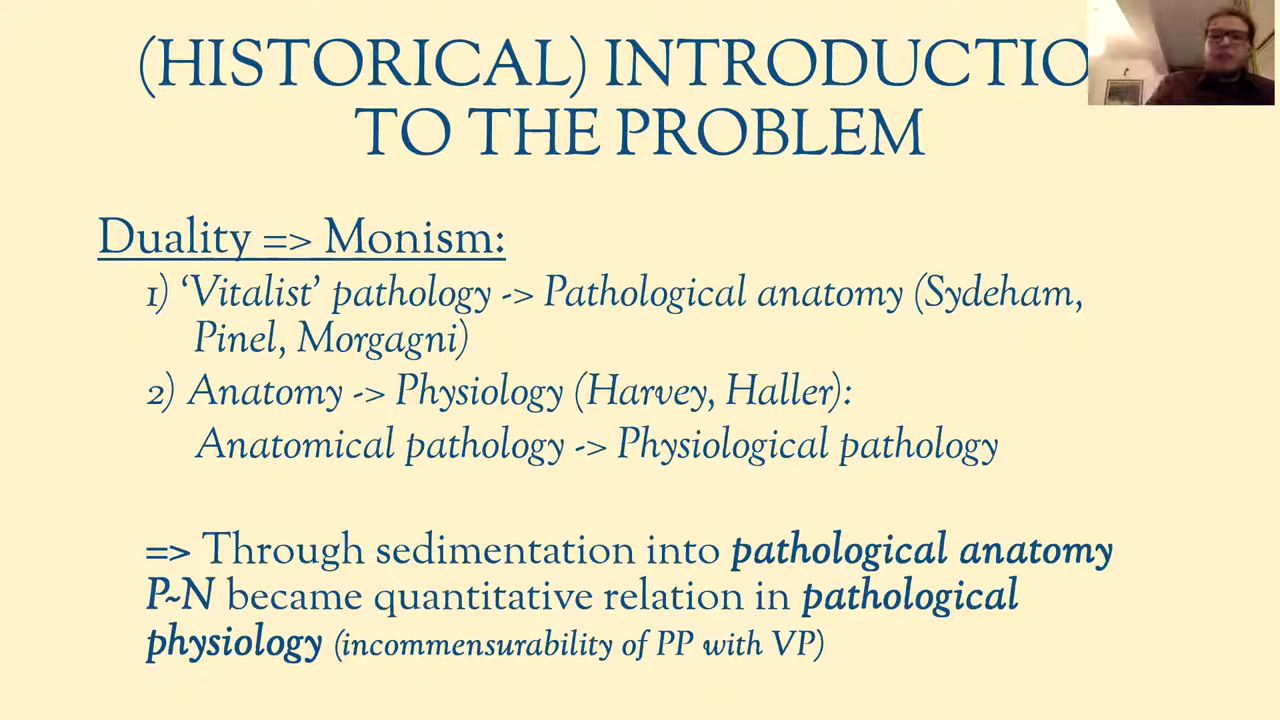 (HISTORICAL) INTRODUCTIO
TO THE PROBLEM
Duality => Monism:
1) ‘Vitalist’ pathology -> Pathological anatomy (Sydeham,
Pinel, Morgagni)
2) Anatomy -> Physiology (Harvey, Haller):
Anatomical pathology -> Physiological pathology
=> Through sedimentation into pathological anatomy
P~N became quantitative relation in pathological
physiology (incommensurability of PP with VP)